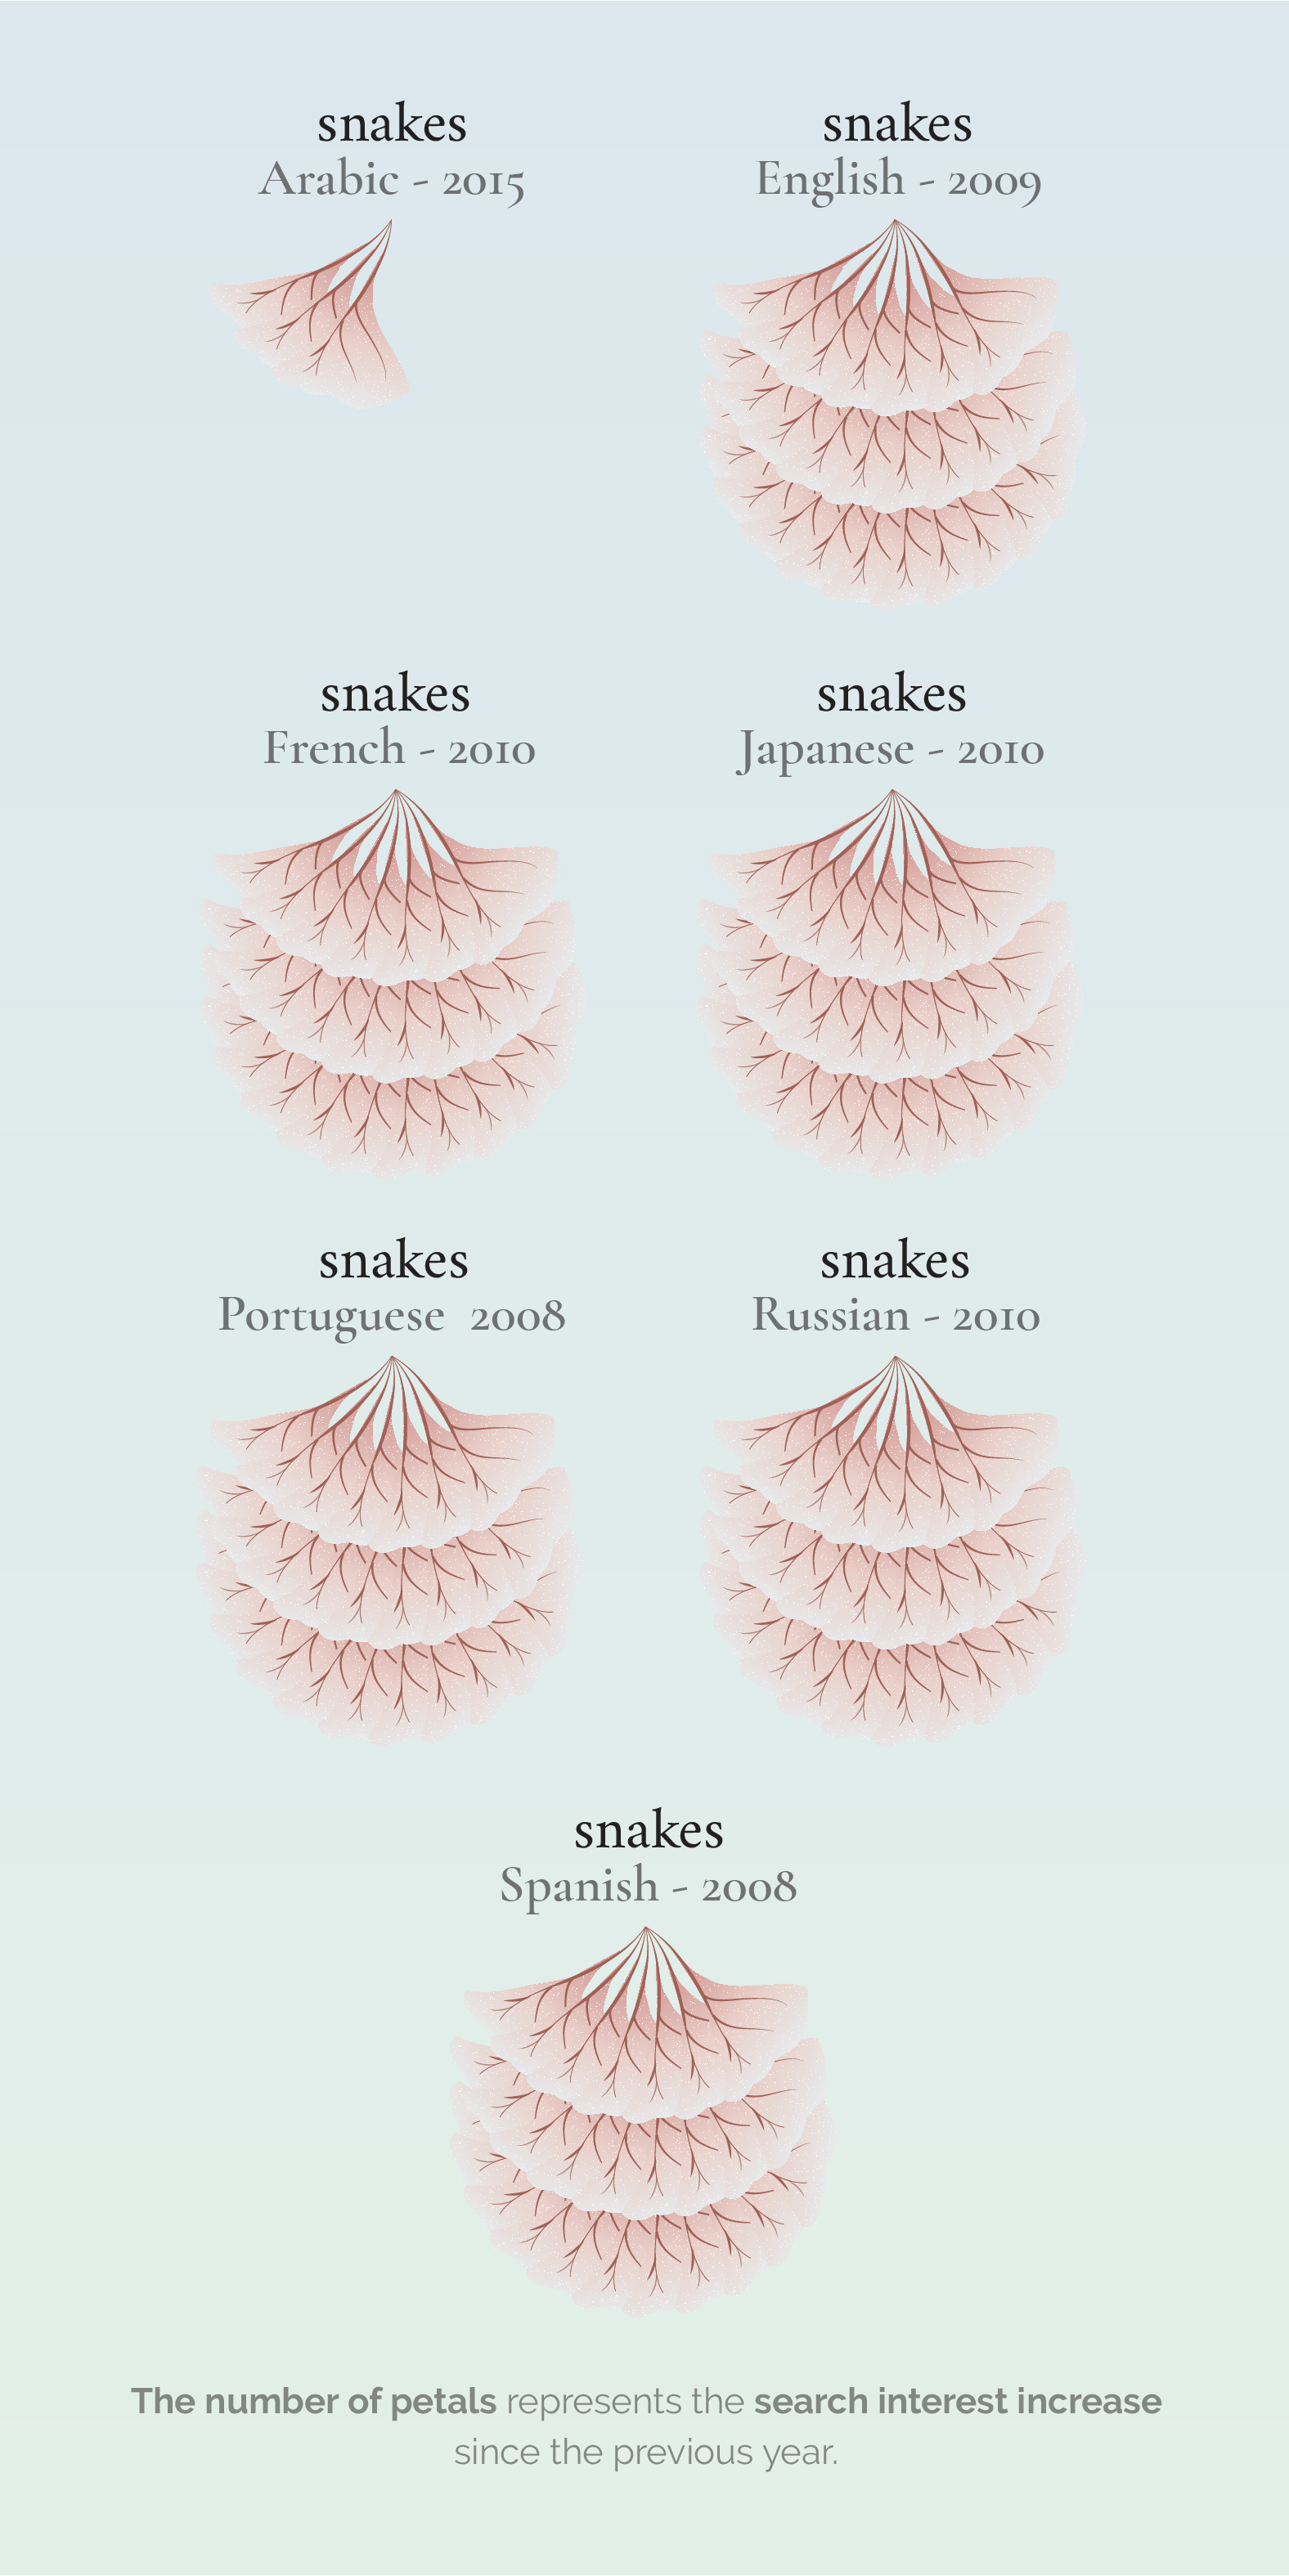 snakes
Arabic - 2015
snakes
English - 2009
snakes
French - 2010
snakes
Japanese - 2010
snakes
Portuguese 2008
snakes
Russian - 2010
snakes
Spanish - 2008
The number of petals represents the search interest increase
since the previous year.